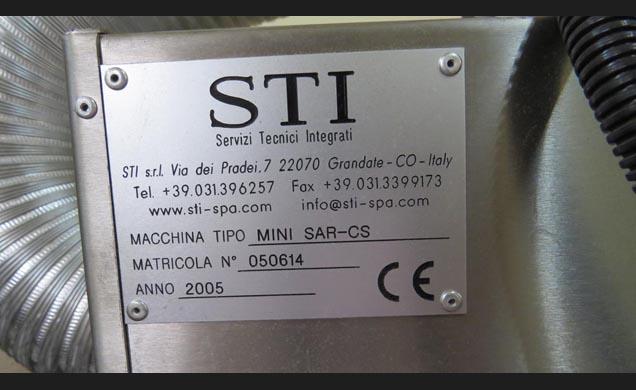 STI
Servizi Tecnici Integrati
STI s.r.l. Via dei Pradei,7 22070 Grandate-CO-Italy
Tel. +39.031.396257 Fax +39.031.3399173
www.sti-spa.com info@sti-spa.com
MACCHINA TIPO MINI SAR-CS
MATRICOLA N° 050614
ANNO 2005
CE